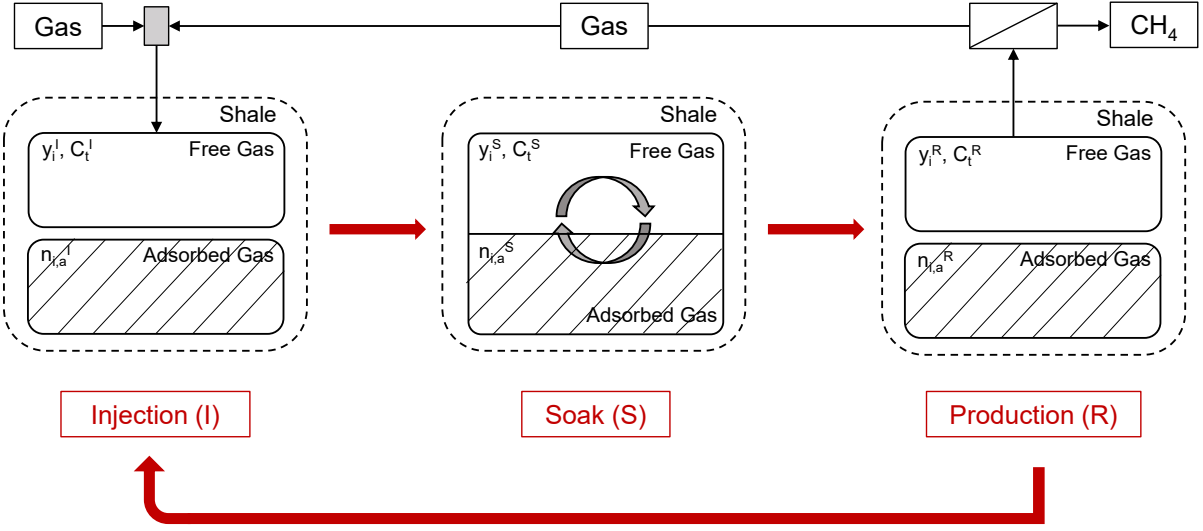 Gas
Gas
CH₄
Shale
yᵢᴵ, Cₜᴵ
Free Gas
nᵢ,ₐᴵ
Adsorbed Gas
Shale
yᵢˢ, Cₜˢ
Free Gas
nᵢ,ₐˢ
Adsorbed Gas
Shale
yᵢᴿ, Cₜᴿ
Free Gas
nᵢ,ₐᴿ
Adsorbed Gas
Injection (I)
Soak (S)
Production (R)